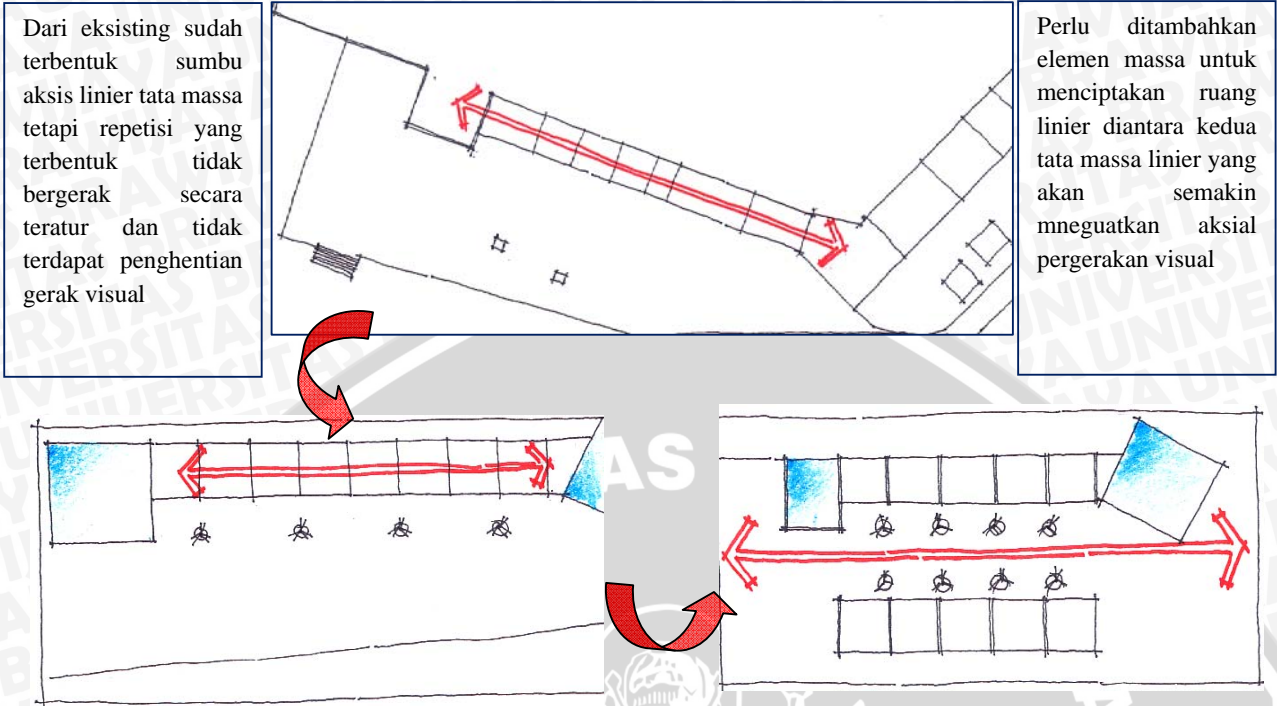 Dari eksisting sudah
terbentuk sumbu
aksis linier tata massa
tetapi repetisi yang
terbentuk tidak
bergerak secara
teratur dan tidak
terdapat penghentian
gerak visual
Perlu ditambahkan
elemen massa untuk
menciptakan ruang
linier diantara kedua
tata massa linier yang
akan semakin
mneguatkan aksial
pergerakan visual
AS